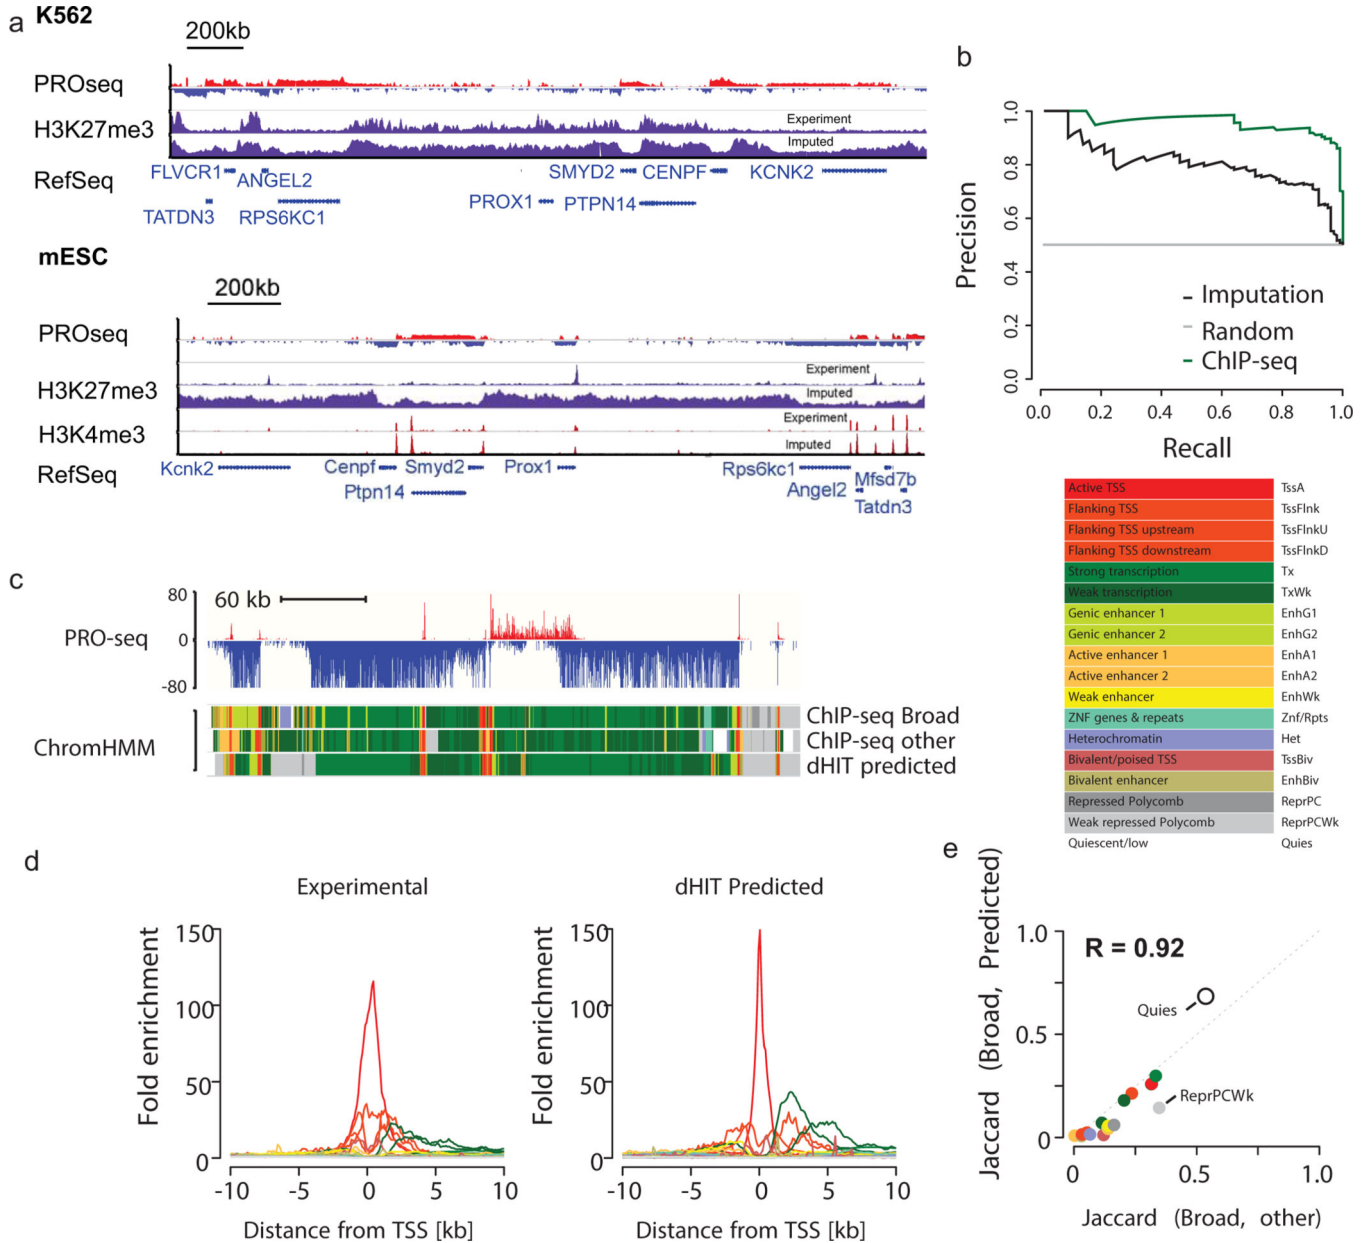 a K562
200kb
PROseq
H3K27me3
Experiment
Imputed
RefSeq
FLVCR1
ANGEL2
SMYD2
CENPF
KCNK2
TATDN3
RPS6KC1
PROX1
PTPN14
mESC
200kb
PROseq
H3K27me3
Experiment
Imputed
H3K4me3
Experiment
Imputed
RefSeq
Kcnk2
Cenpf
Smyd2
Prox1
Rps6kc1
Mfsd7b
Ptpn14
Angel2
Tatdn3
b
Precision
1.0
0.8
0.6
0.4
0.2
0.0
Imputation
Random
ChIP-seq
0.0 0.2 0.4 0.6 0.8 1.0
Recall
Active TSS TssA
Flanking TSS TssFlnk
Flanking TSS upstream TssFlnkU
Flanking TSS downstream TssFlnkD
Strong transcription Tx
Weak transcription TxWk
Genic enhancer 1 EnhG1
Genic enhancer 2 EnhG2
Active enhancer 1 EnhA1
Active enhancer 2 EnhA2
Weak enhancer EnhWk
ZNF genes & repeats Znf/Rpts
Heterochromatin Het
Bivalent/poised TSS TssBiv
Bivalent enhancer EnhBiv
Repressed Polycomb ReprPC
Weak repressed Polycomb ReprPCWk
Quiescent/low Quies
c
80
60 kb
PRO-seq
0
-80
ChromHMM
ChIP-seq Broad
ChIP-seq other
dHIT predicted
d
Experimental
Fold enrichment
150
100
50
0
-10 -5 0 5 10
Distance from TSS [kb]
dHIT Predicted
Fold enrichment
150
100
50
0
-10 -5 0 5 10
Distance from TSS [kb]
e
Jaccard (Broad, Predicted)
1.0
0.5
0
R = 0.92
Quies
ReprPCWk
0 0.5 1.0
Jaccard (Broad, other)